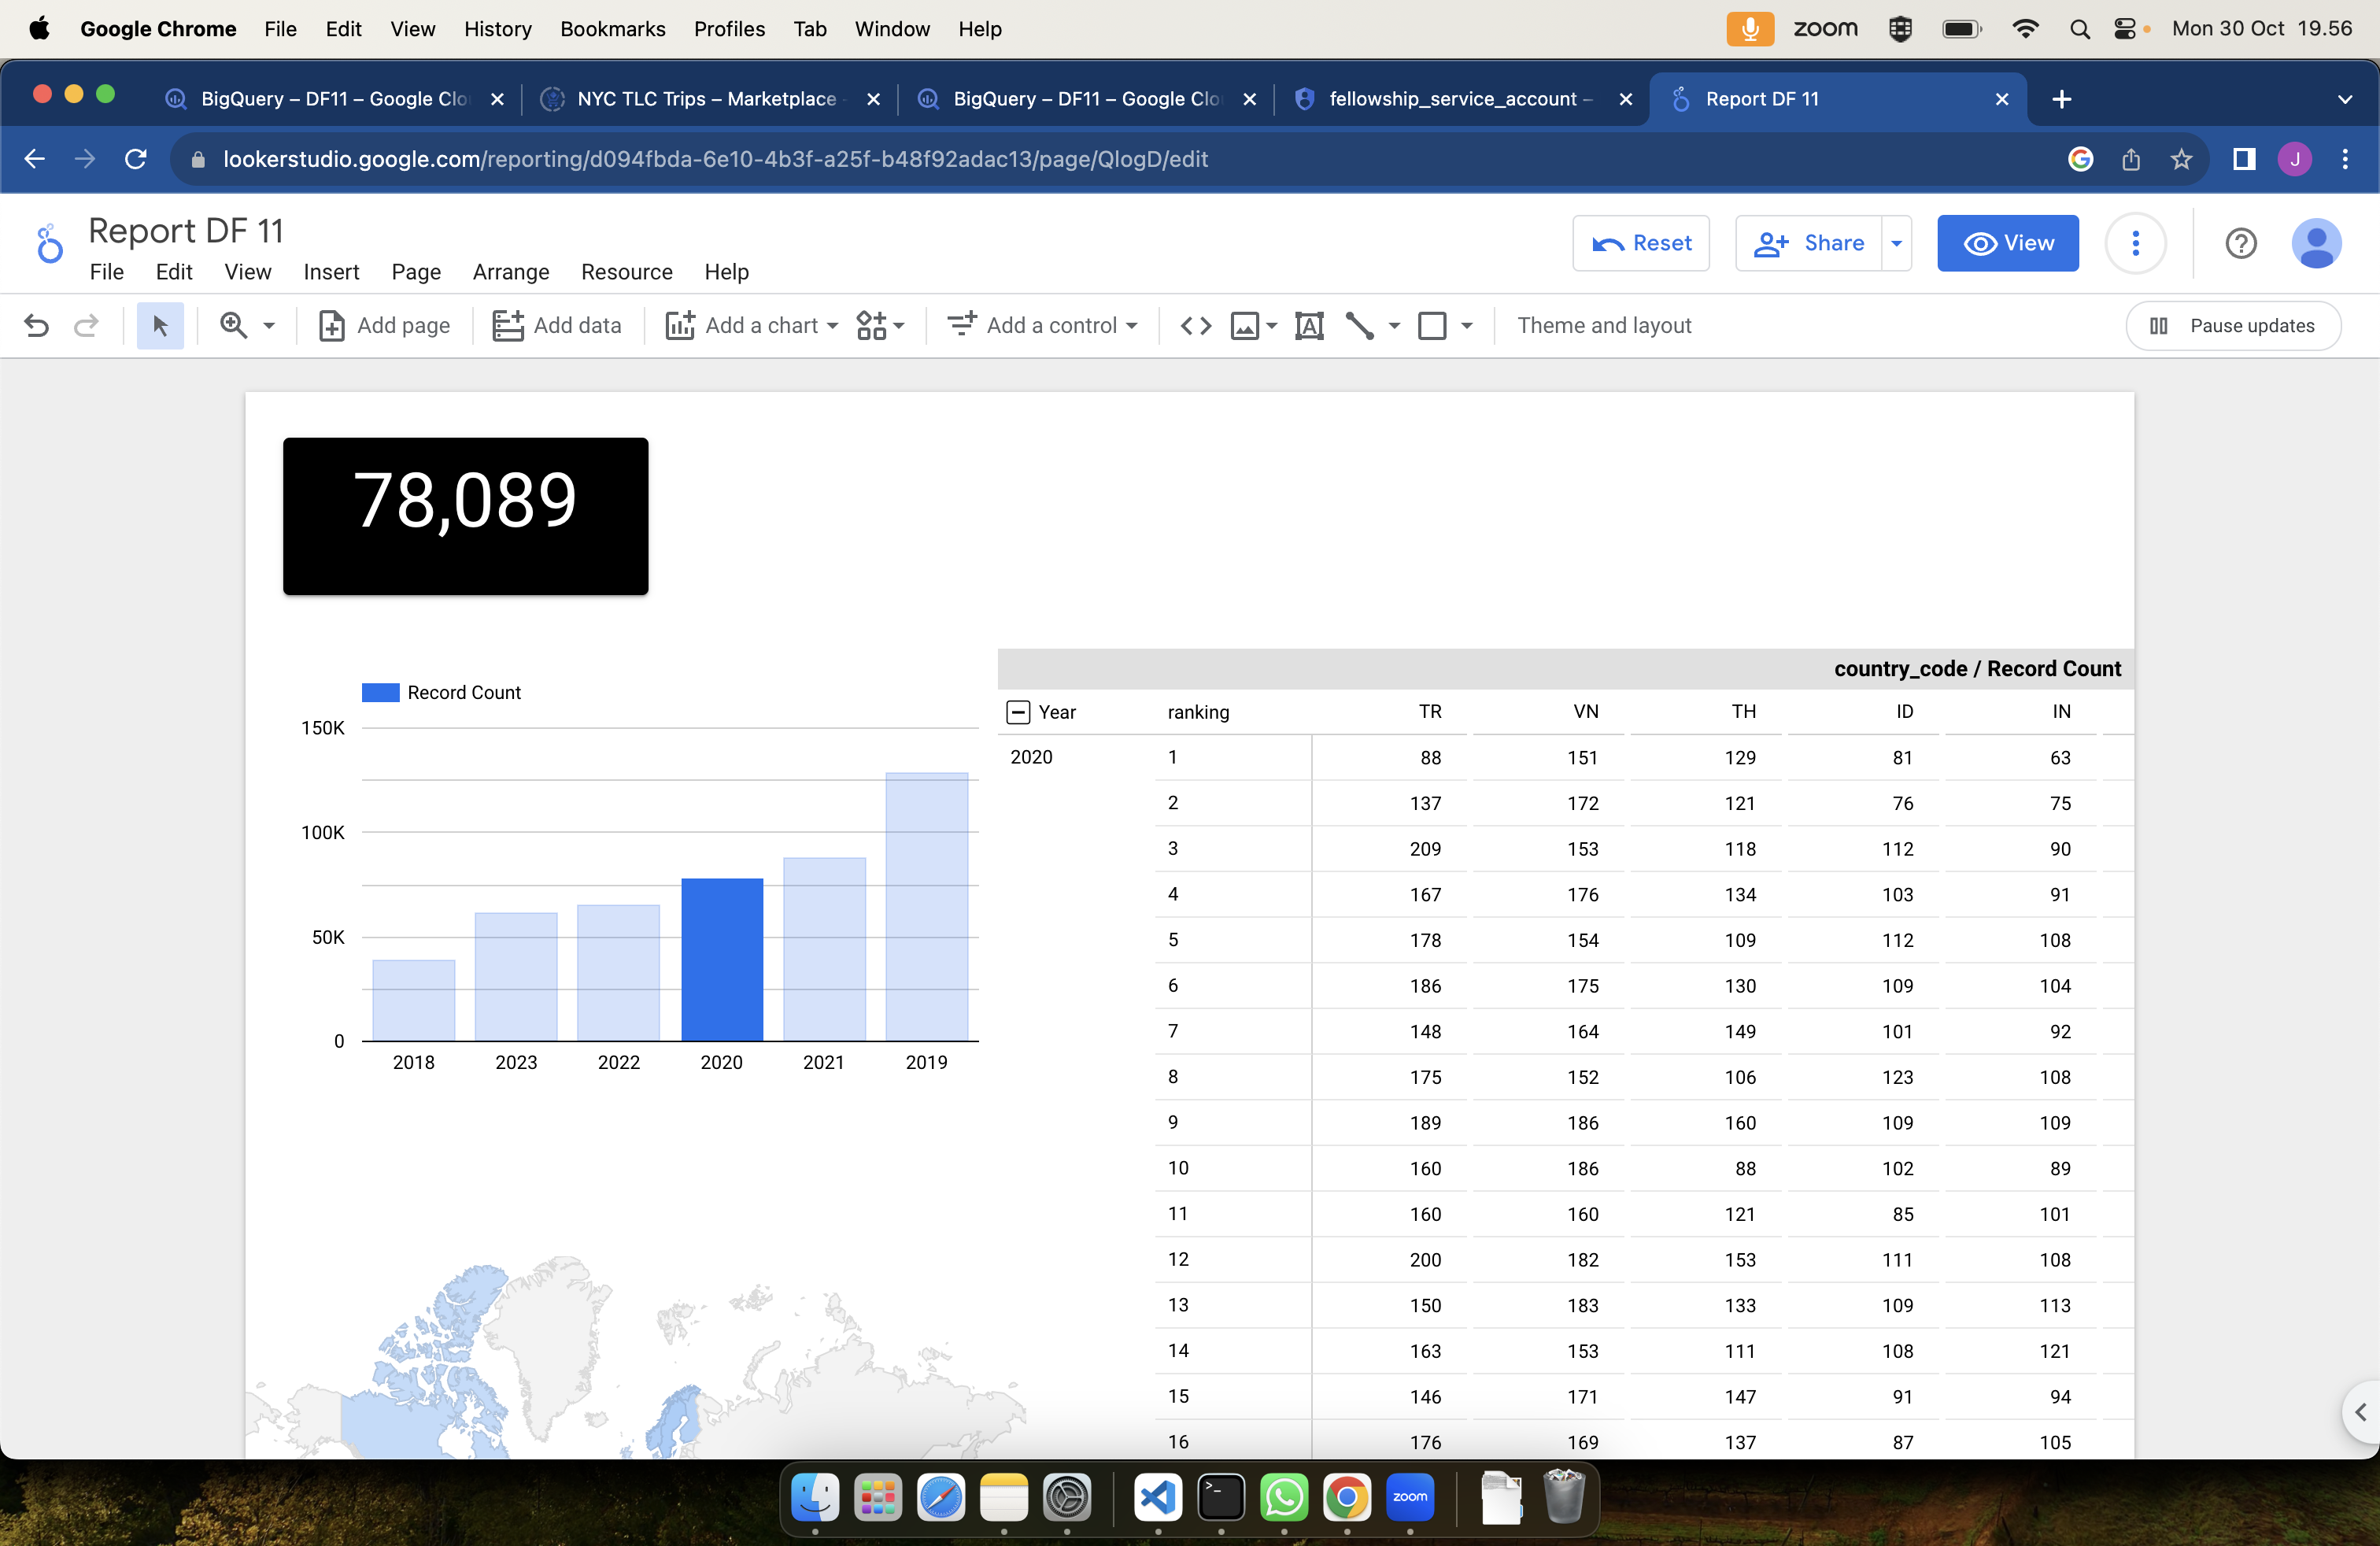 Google Chrome File Edit View History Bookmarks Profiles Tab Window Help zoom Mon 30 Oct 19.56
BigQuery – DF11 – Google Clo NYC TLC Trips – Marketplace BigQuery – DF11 – Google Clo fellowship_service_account – Report DF 11
lookerstudio.google.com/reporting/d094fbda-6e10-4b3f-a25f-b48f92adac13/page/QlogD/edit J
Report DF 11
File Edit View Insert Page Arrange Resource Help
Reset Share View
Add page Add data Add a chart Add a control Theme and layout Pause updates
78,089
country_code / Record Count
Record Count
Year ranking TR VN TH ID IN
150K
100K
50K
0
2018 2023 2022 2020 2021 2019
2020 1 88 151 129 81 63
2 137 172 121 76 75
3 209 153 118 112 90
4 167 176 134 103 91
5 178 154 109 112 108
6 186 175 130 109 104
7 148 164 149 101 92
8 175 152 106 123 108
9 189 186 160 109 109
10 160 186 88 102 89
11 160 160 121 85 101
12 200 182 153 111 108
13 150 183 133 109 113
14 163 153 111 108 121
15 146 171 147 91 94
16 176 169 137 87 105
zoom